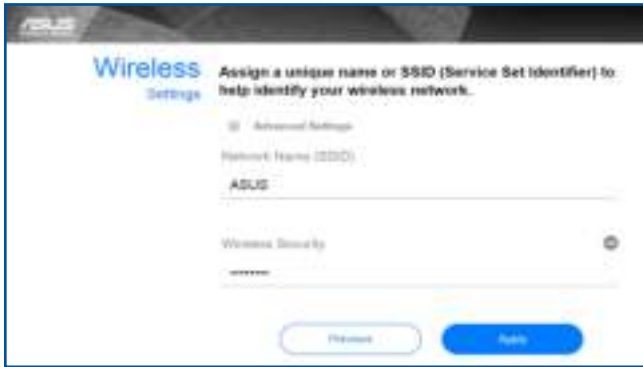 ASUS
Wireless
Settings
Assign a unique name or SSID (Service Set Identifier) to
help identify your wireless network.
Advanced Settings
Network Name (SSID)
ASUS
Wireless Security
••••••••
Previous
Apply